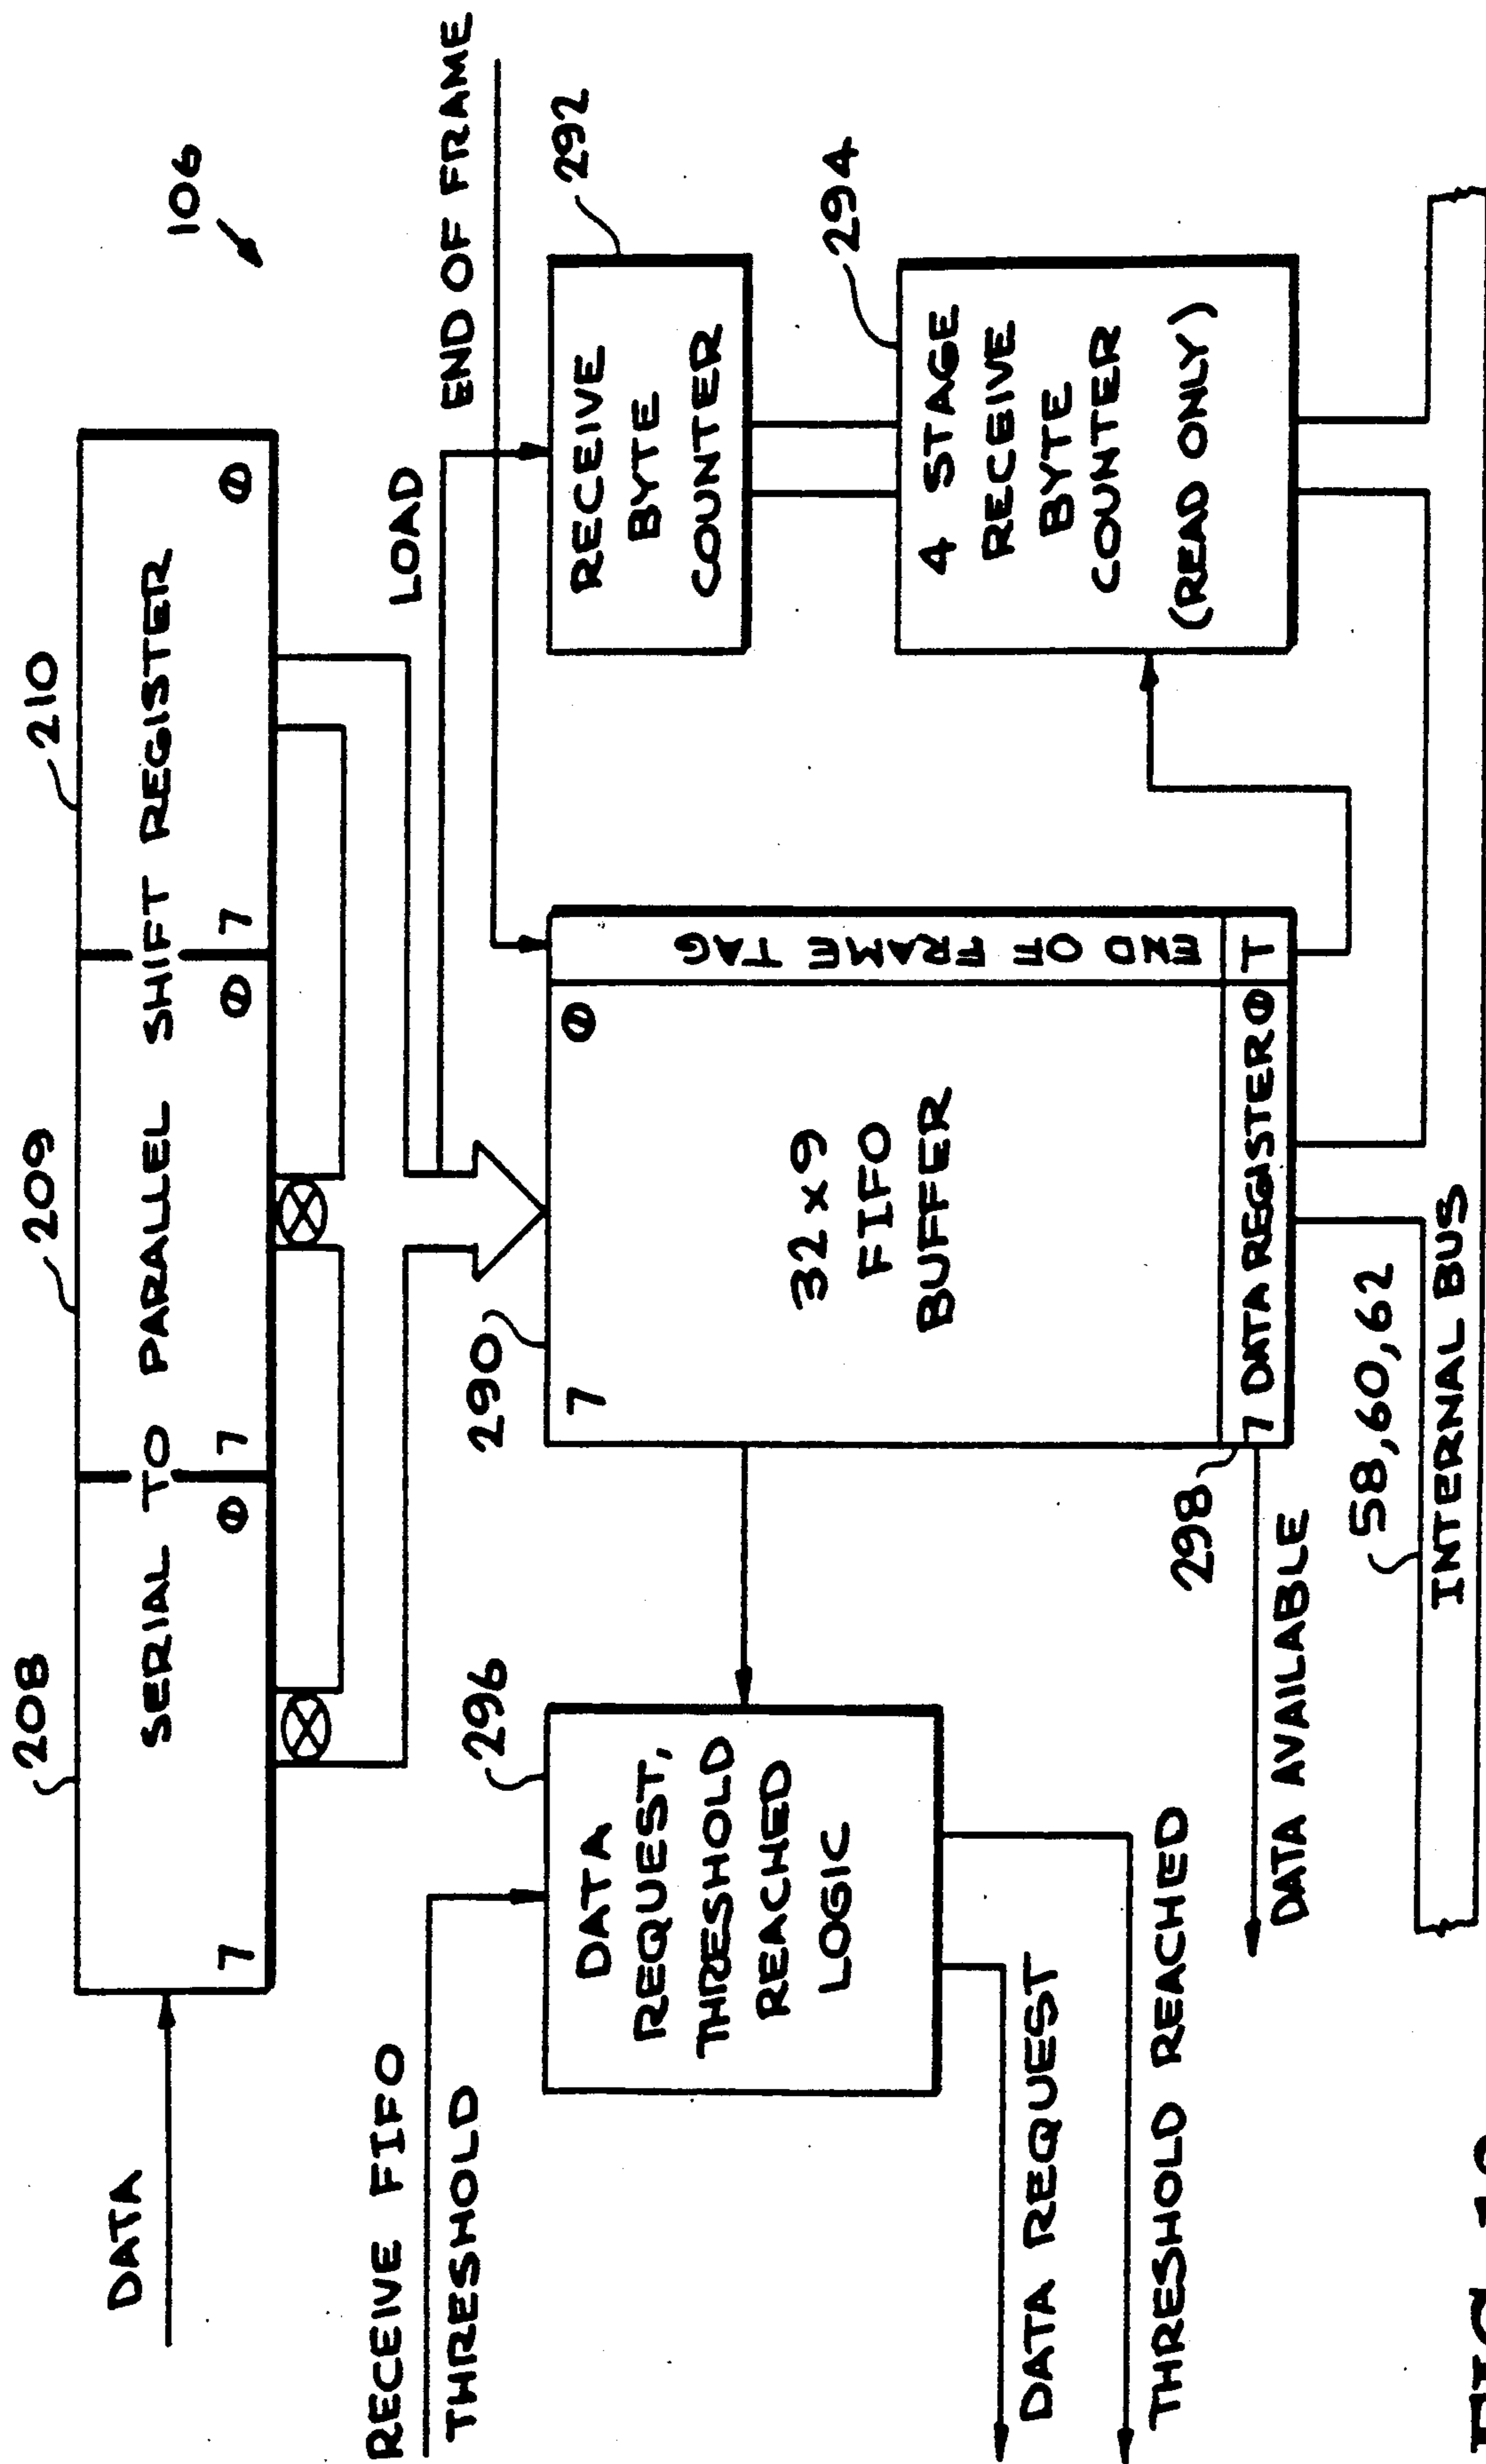 106
208
209
210
DATA
SERIAL TO PARALLEL SHIFT REGISTER
7 0 7 0 7 0
LOAD
END OF FRAME
RECEIVE FIFO
THRESHOLD
296
DATA
REQUEST,
THRESHOLD
REACHED
LOGIC
DATA REQUEST
THRESHOLD REACHED
290
7 0
32 x 9
FIFO
BUFFER
END OF FRAME TAG
298
7 DATA REGISTER 0
T
DATA AVAILABLE
292
RECEIVE
BYTE
COUNTER
294
4 STAGE
RECEIVE
BYTE
COUNTER
(READ ONLY)
58,60,62
INTERNAL BUS